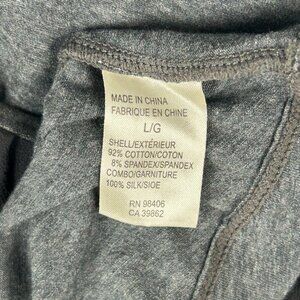 MADE IN CHINA
FABRIQUE EN CHINE
L/G
SHELL/EXTÉRIEUR
92% COTTON/COTON
8% SPANDEX/SPANDEX
COMBO/GARNITURE
100% SILK/SIOE
RN 98406
CA 39862